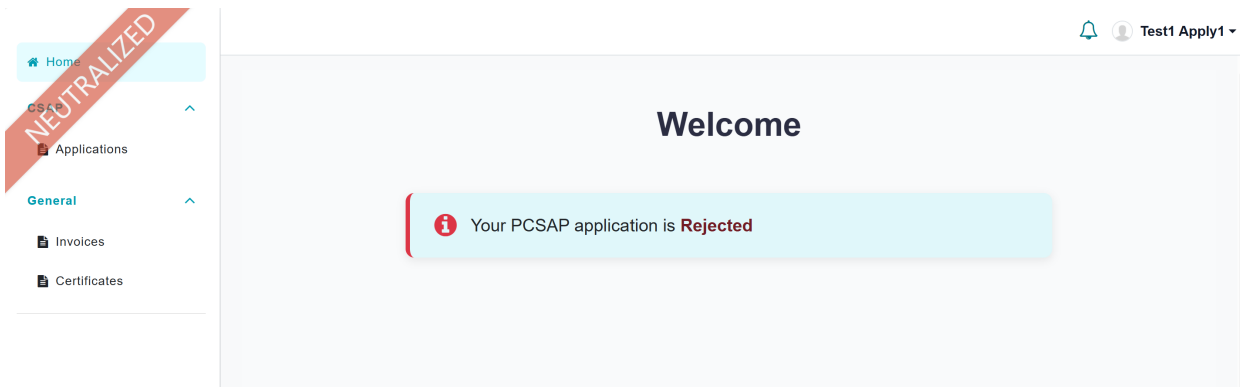 NEUTRALIZED
Test1 Apply1
Home
CSAP
Applications
General
Invoices
Certificates
Welcome
Your PCSAP application is Rejected